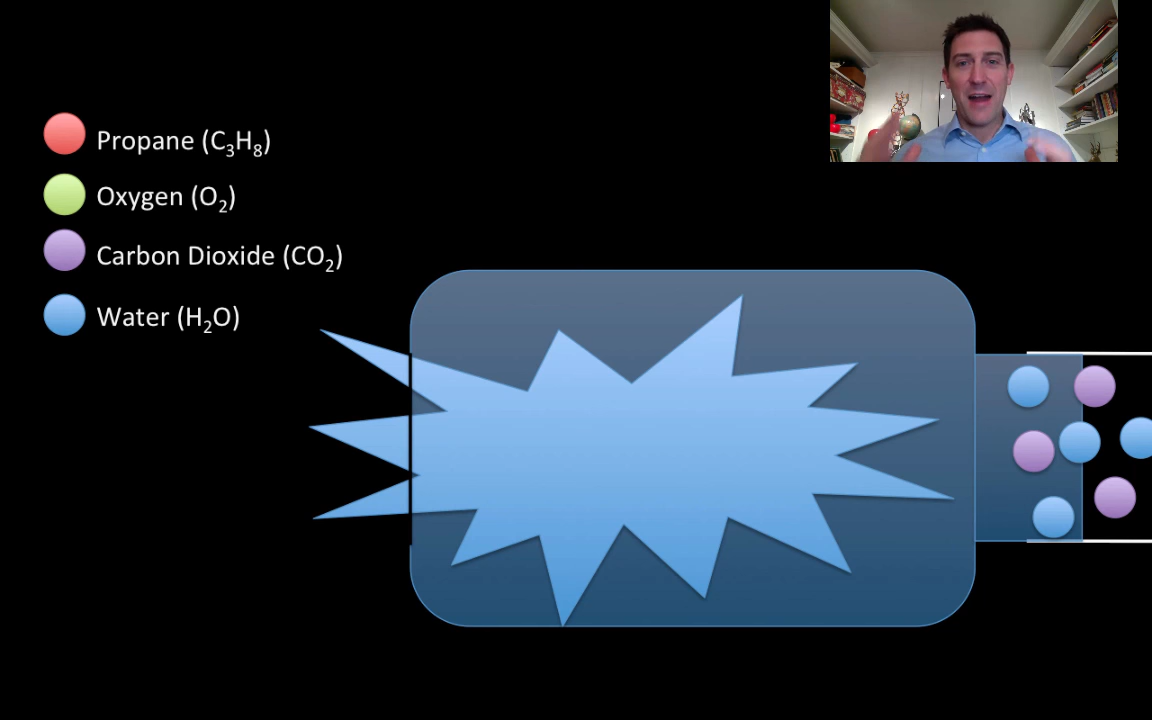 Propane (C₃H₈)
Oxygen (O₂)
Carbon Dioxide (CO₂)
Water (H₂O)